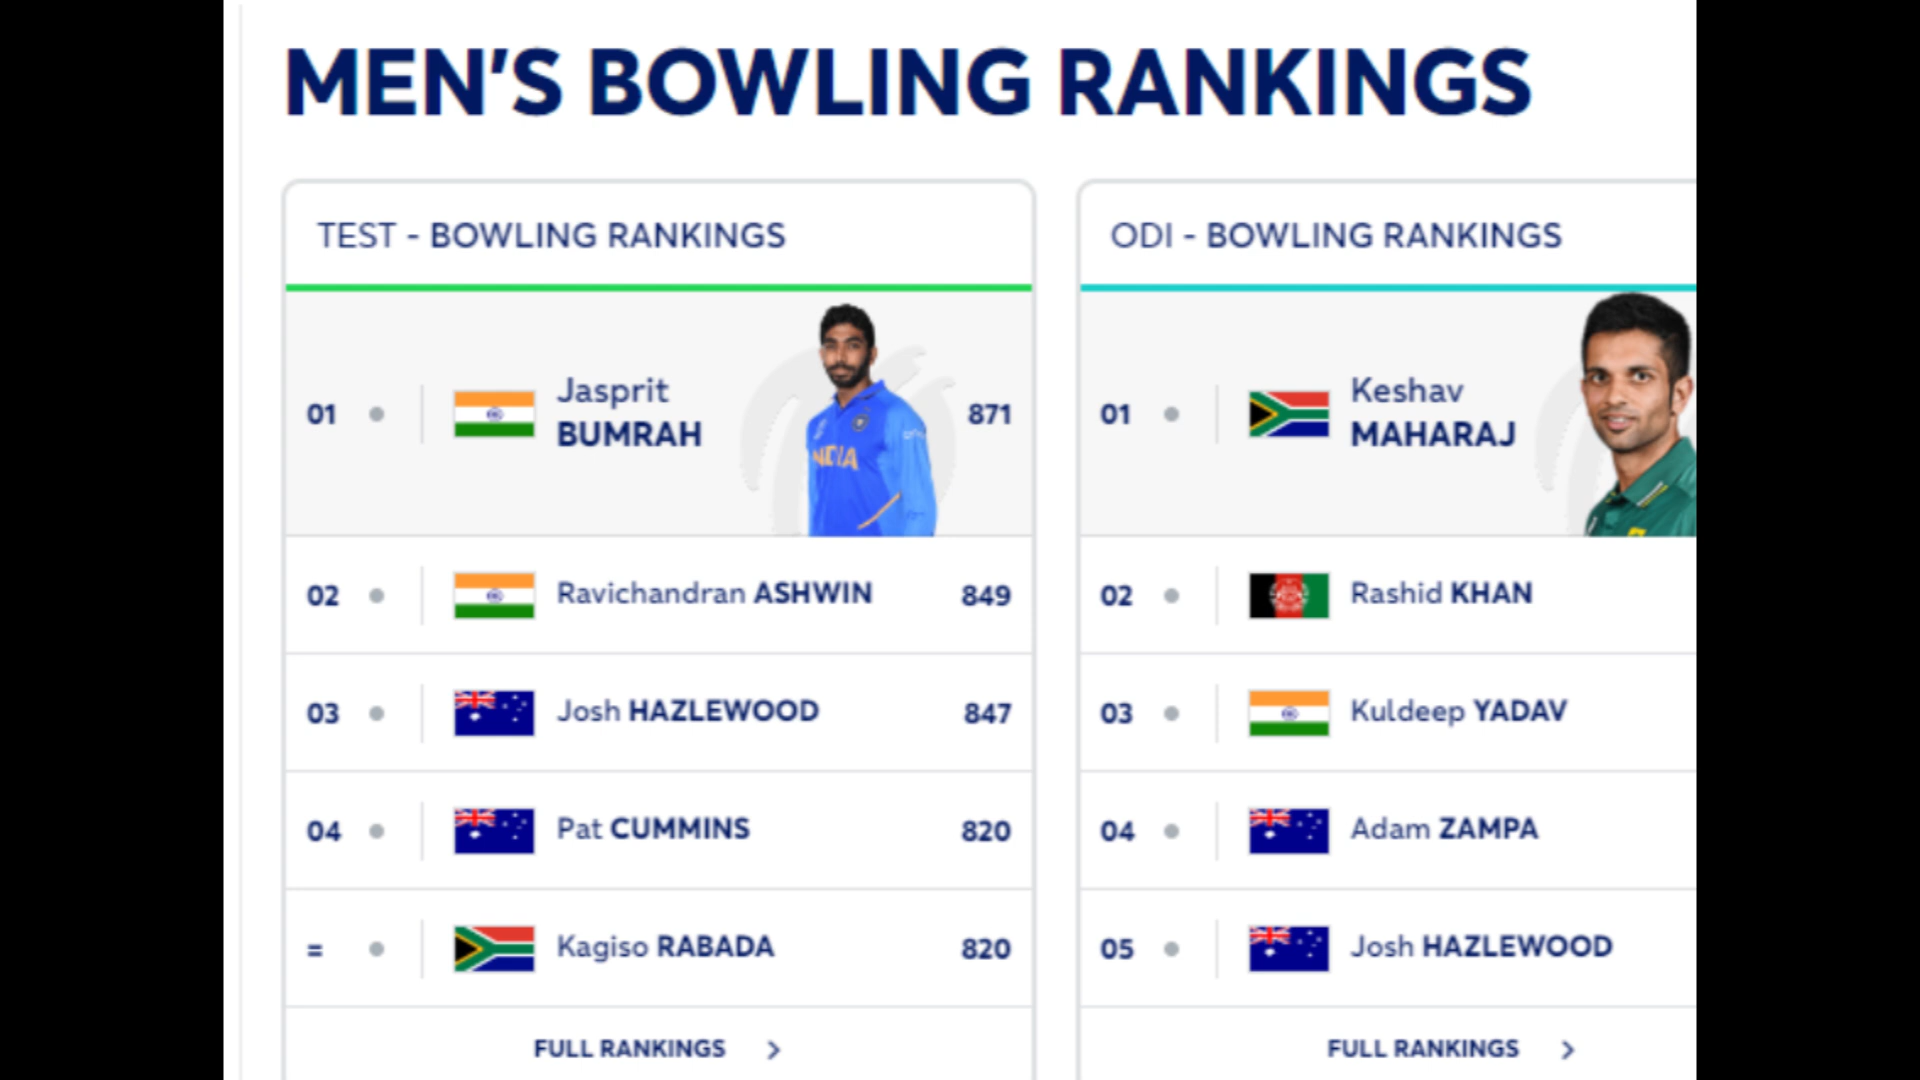 MEN'S BOWLING RANKINGS
TEST - BOWLING RANKINGS
01 Jasprit BUMRAH 871
02 Ravichandran ASHWIN 849
03 Josh HAZLEWOOD 847
04 Pat CUMMINS 820
= Kagiso RABADA 820
FULL RANKINGS
ODI - BOWLING RANKINGS
01 Keshav MAHARAJ
02 Rashid KHAN
03 Kuldeep YADAV
04 Adam ZAMPA
05 Josh HAZLEWOOD
FULL RANKINGS